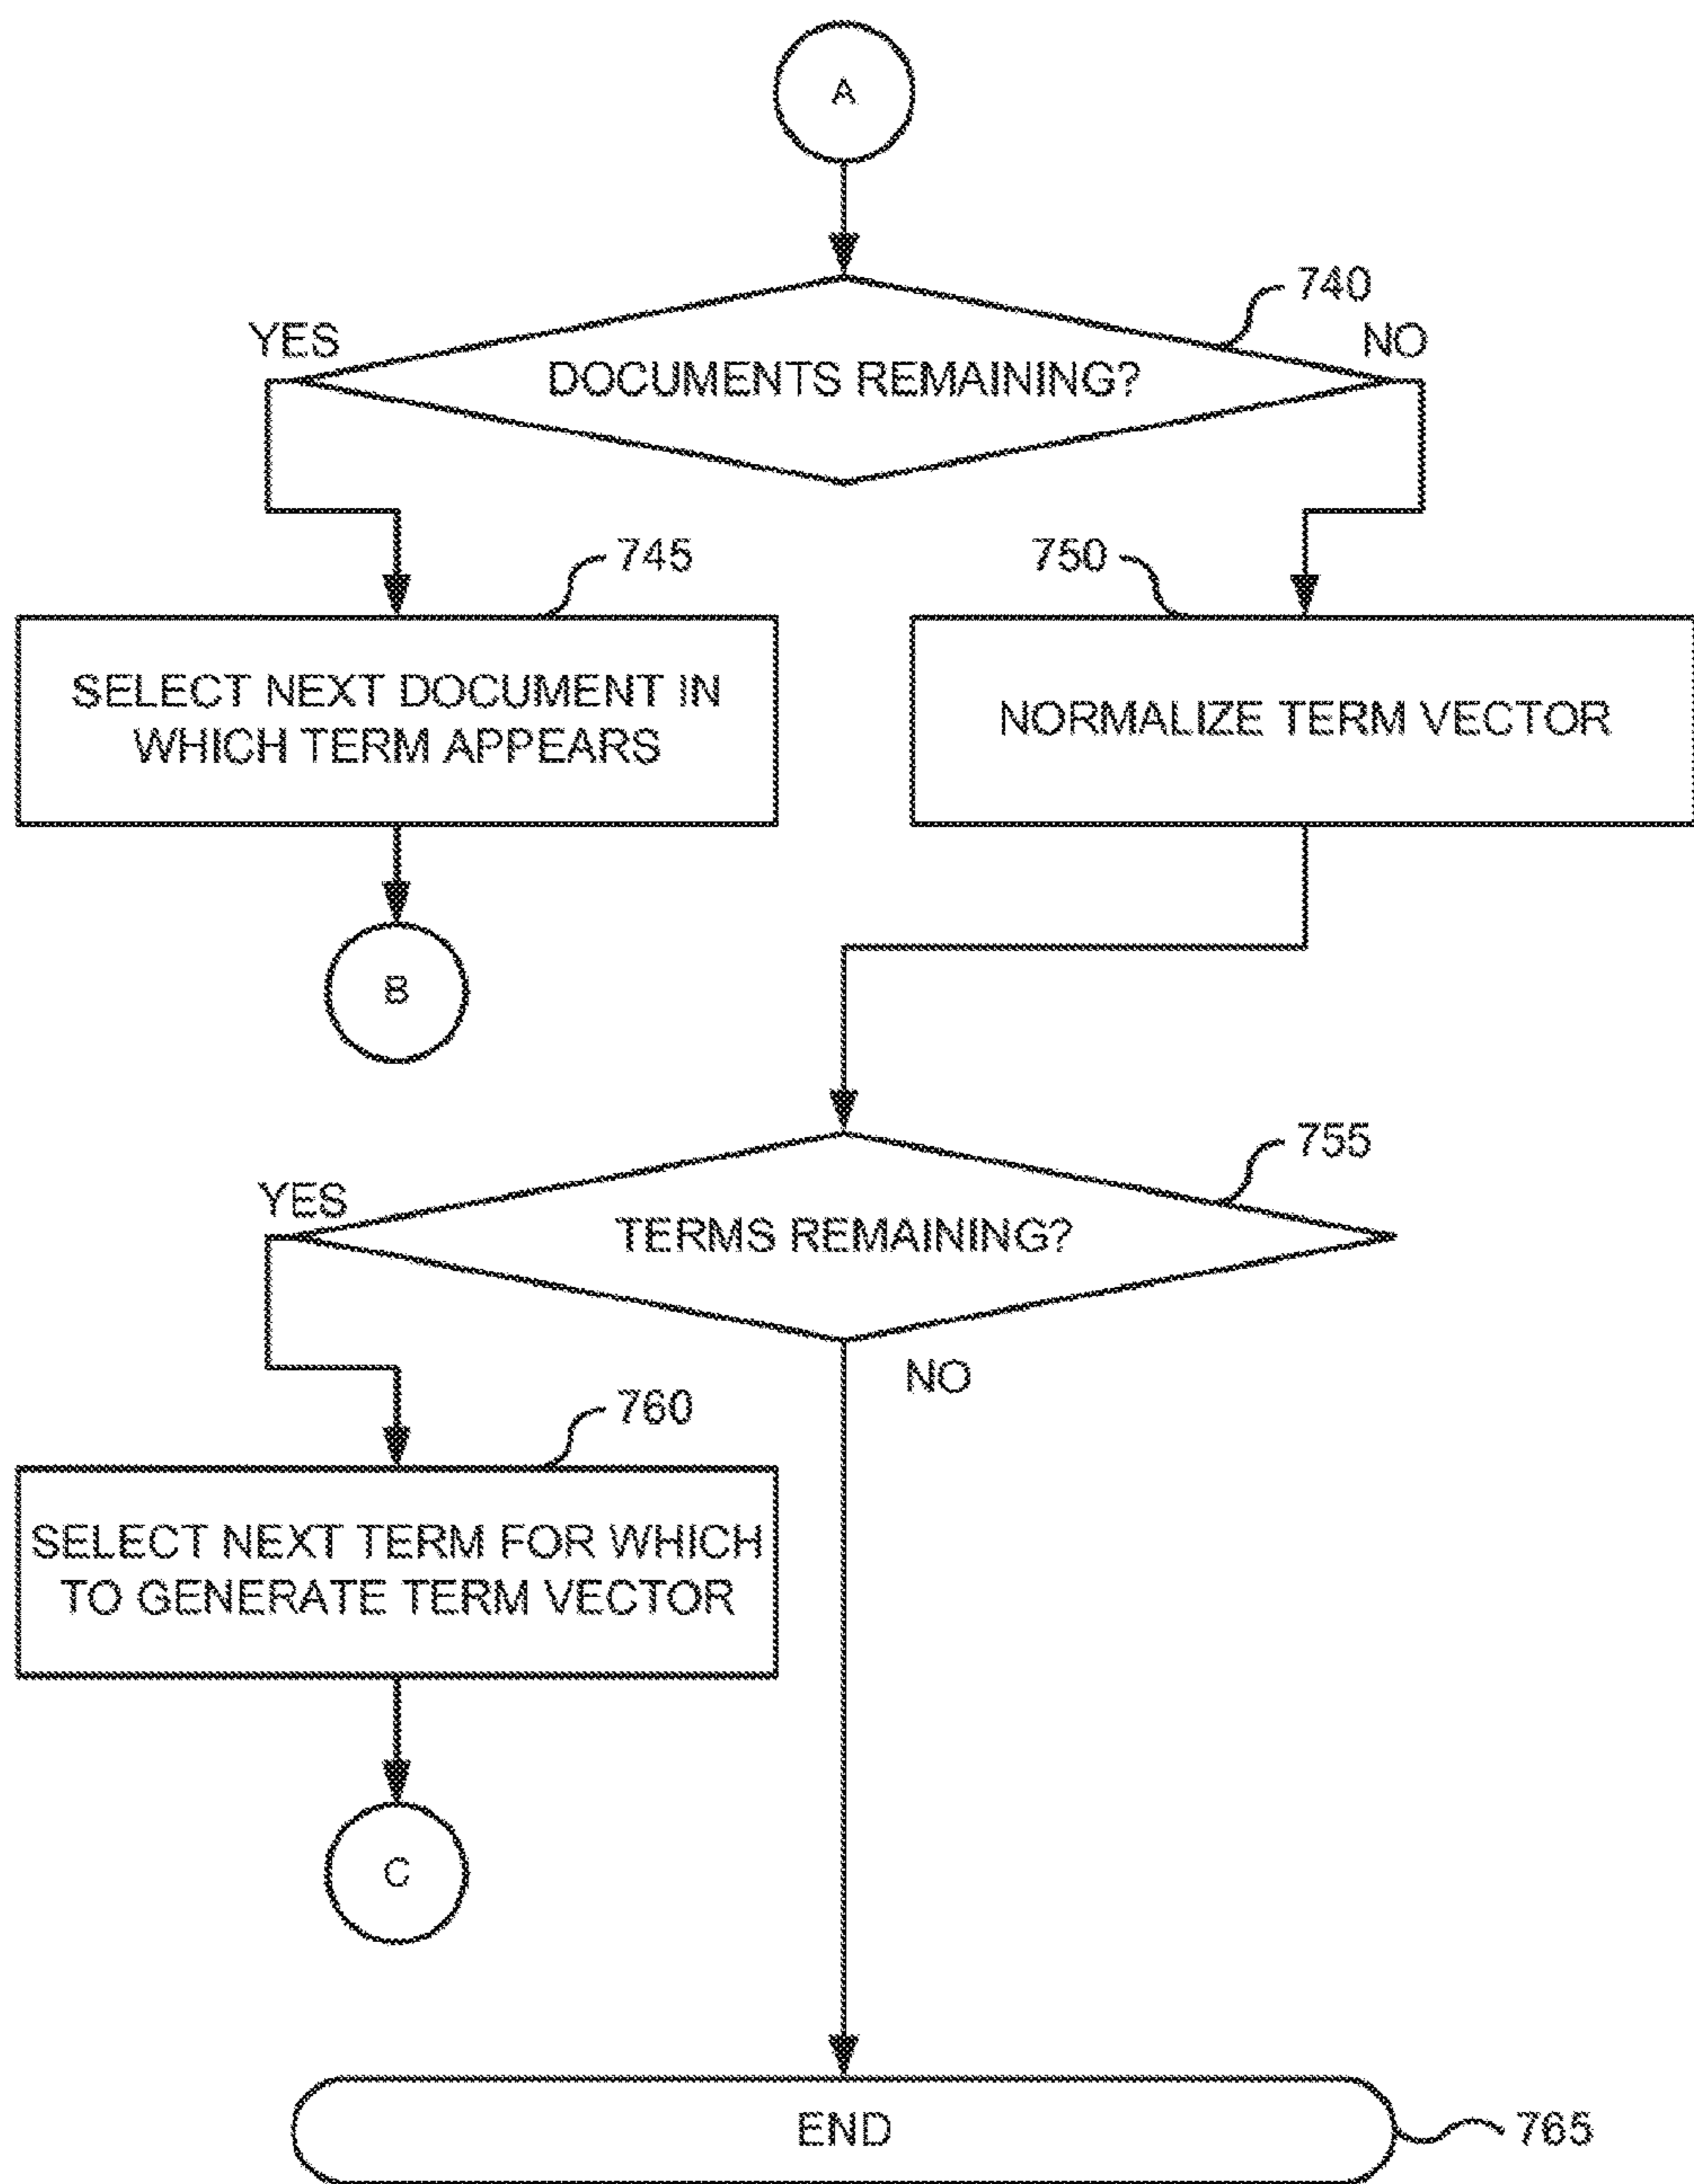 A
740
YES
NO
DOCUMENTS REMAINING?
745
750
SELECT NEXT DOCUMENT IN
WHICH TERM APPEARS
NORMALIZE TERM VECTOR
B
755
YES
TERMS REMAINING?
NO
760
SELECT NEXT TERM FOR WHICH
TO GENERATE TERM VECTOR
C
END
765